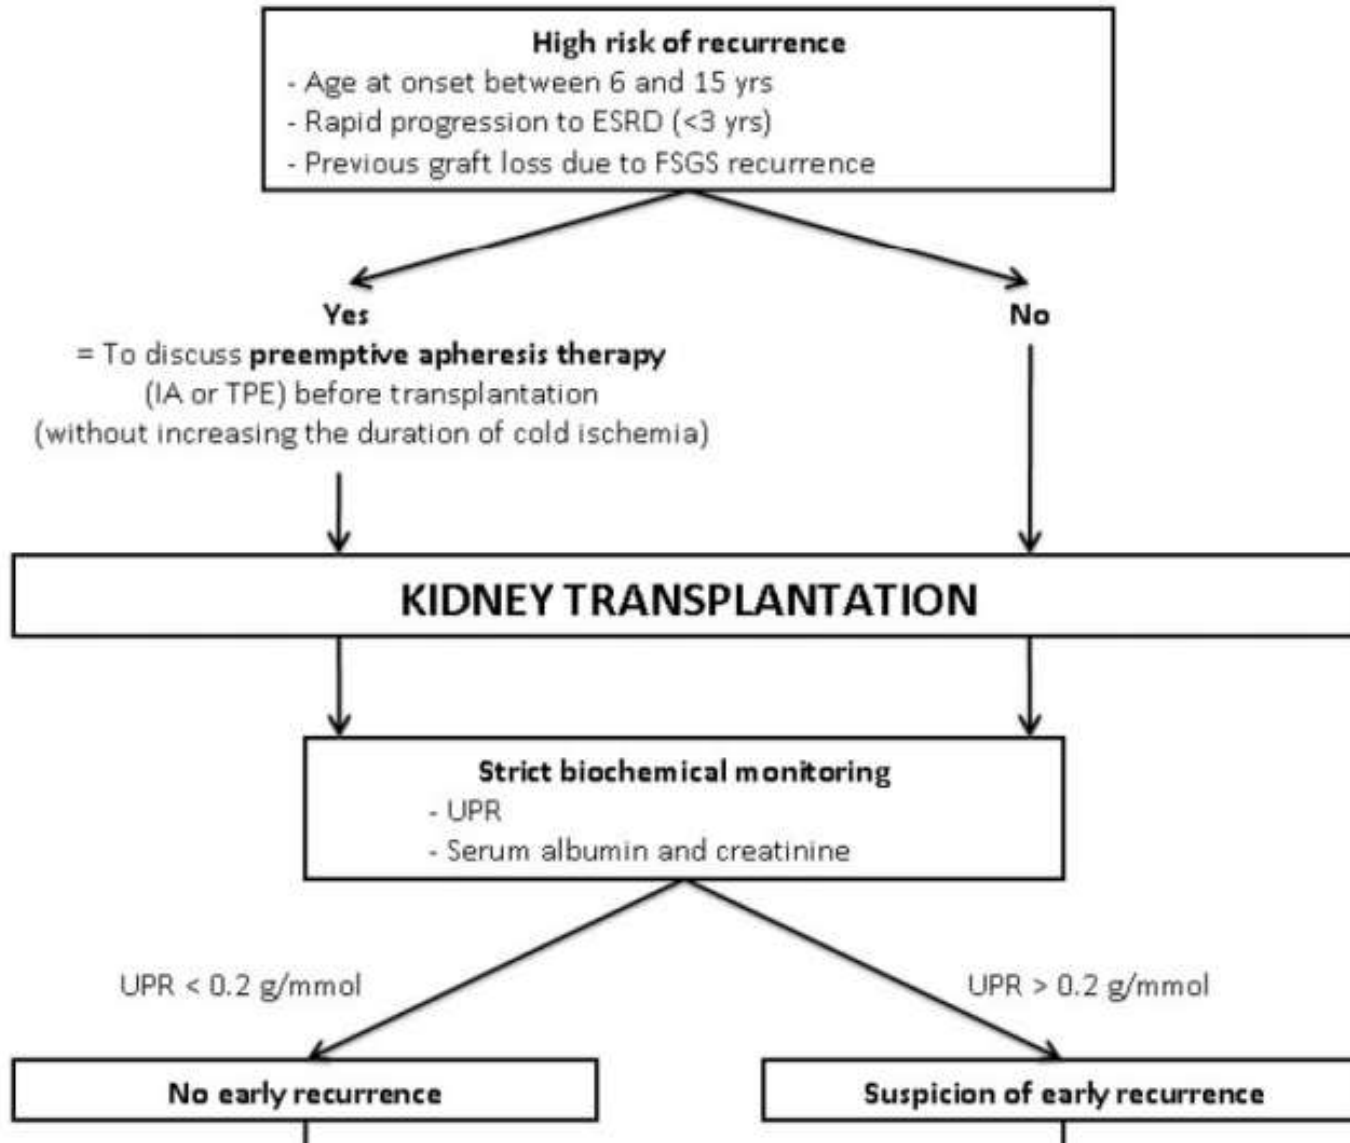 High risk of recurrence
- Age at onset between 6 and 15 yrs
- Rapid progression to ESRD (<3 yrs)
- Previous graft loss due to FSGS recurrence
Yes
No
= To discuss preemptive apheresis therapy
(IA or TPE) before transplantation
(without increasing the duration of cold ischemia)
KIDNEY TRANSPLANTATION
Strict biochemical monitoring
- UPR
- Serum albumin and creatinine
UPR < 0.2 g/mmol
UPR > 0.2 g/mmol
No early recurrence
Suspicion of early recurrence